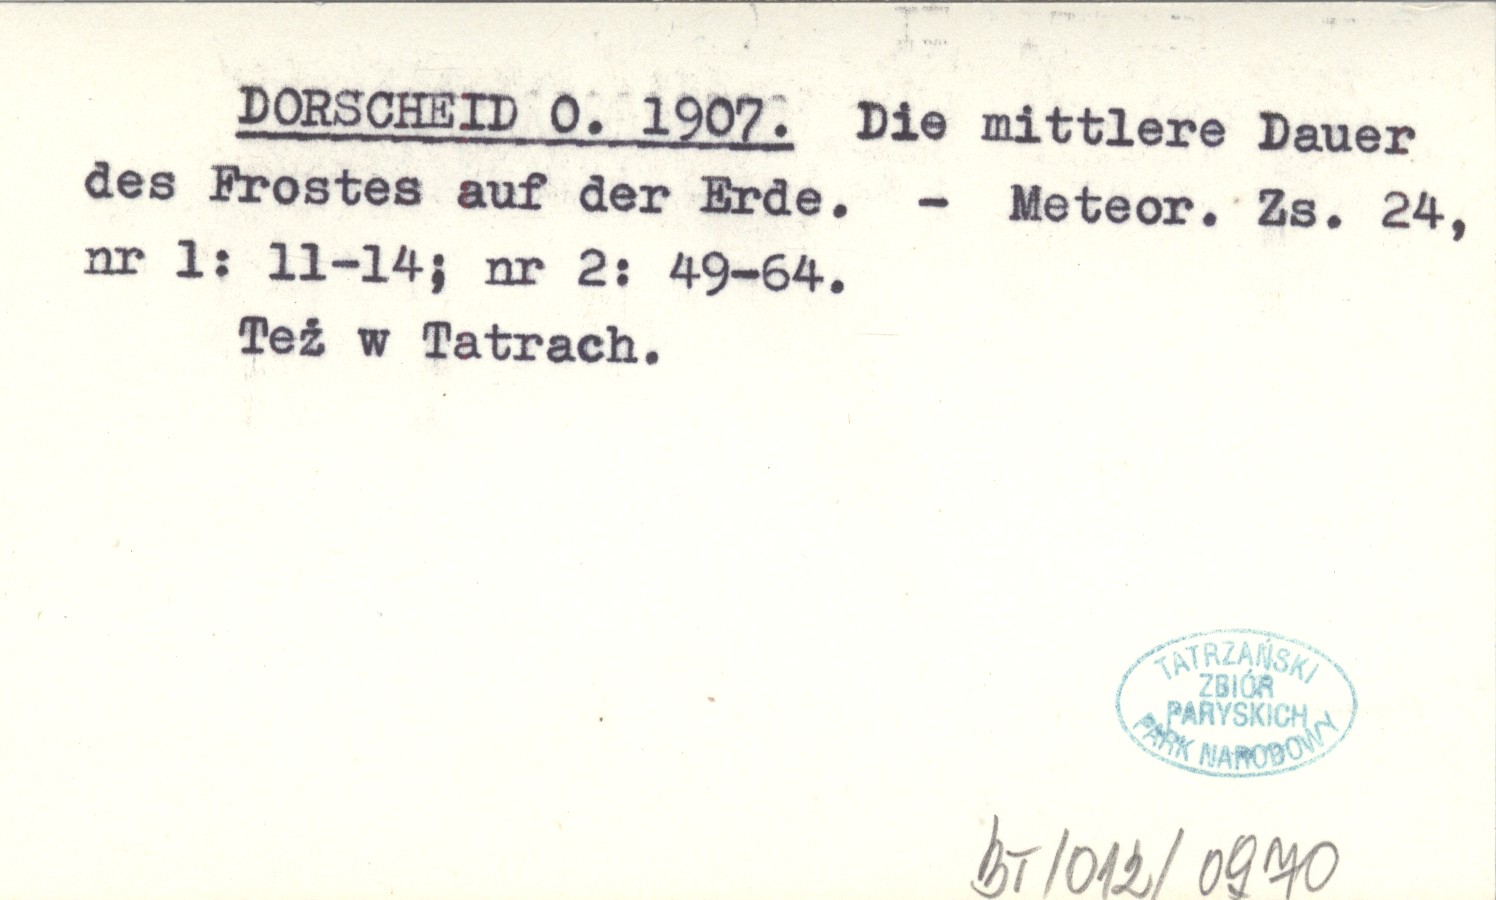 DORSCHEID O. 1907. Die mittlere Dauer
des Frostes auf der Erde. - Meteor. Zs. 24,
nr 1: 11-14; nr 2: 49-64.
Też w Tatrach.
TATRZAŃSKI
ZBIÓR
PARYSKICH
PARK NARODOWY
BT/012/0970